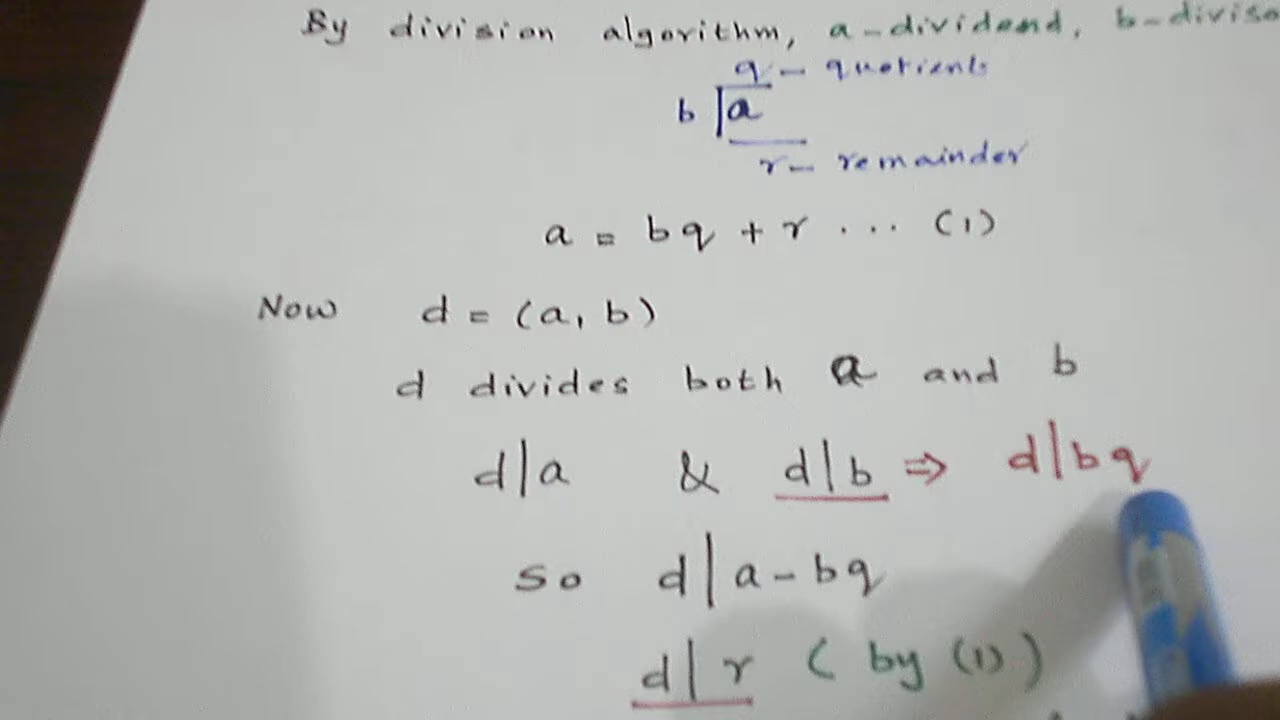 By division algorithm, a - dividend, b - diviso
q - quotient
b | a
r - remainder
a = bq + r ... (1)
Now d = (a, b)
d divides both a and b
d|a & d|b ⇒ d|bq
so d|a - bq
d|r (by (1))